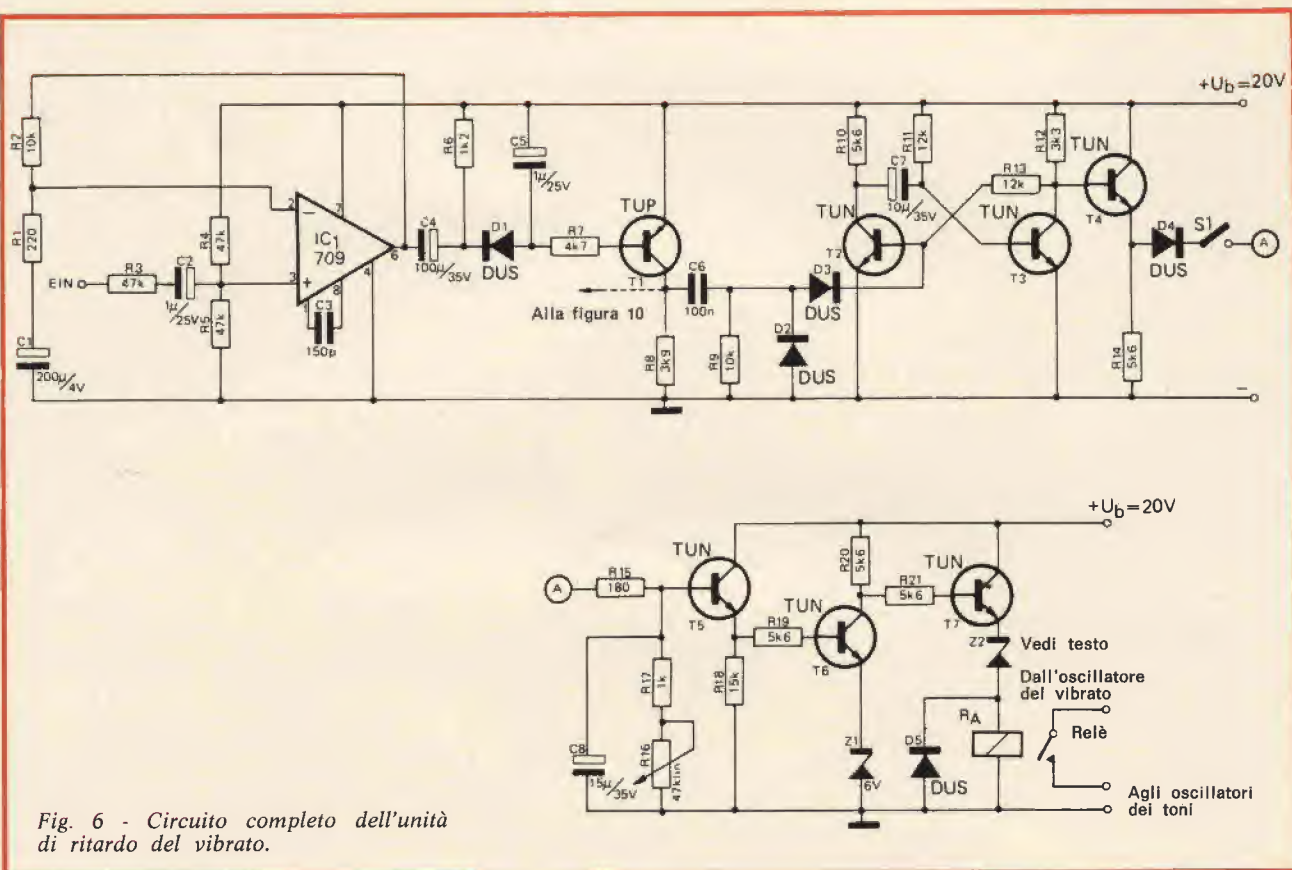 +Ub=20V
R2
10k
R1
220
C1
200µ/4V
EIN
R3
47k
C2
1µ/25V
R4
47k
R5
47k
2
3
IC1
709
7
6
4
1
8
C3
150p
C4
100µ/35V
R6
1k2
D1
DUS
C5
1µ/25V
R7
4k7
TUP
T1
Alla figura 10
C6
100n
R8
3k9
R9
10k
D2
DUS
D3
DUS
R10
5k6
C7
10µ/35V
R11
12k
TUN
T2
R13
12k
TUN
T3
R12
3k3
TUN
T4
D4
DUS
S1
A
R14
5k6
–
+Ub=20V
A
R15
180
TUN
T5
C8
15µ/35V
R17
1k
R16
47k lin
R18
15k
R19
5k6
TUN
T6
R20
5k6
R21
5k6
TUN
T7
Z1
6V
Z2
Vedi testo
D5
DUS
RA
Dall'oscillatore
del vibrato
Relè
Agli oscillatori
dei toni
Fig. 6 - Circuito completo dell'unità
di ritardo del vibrato.